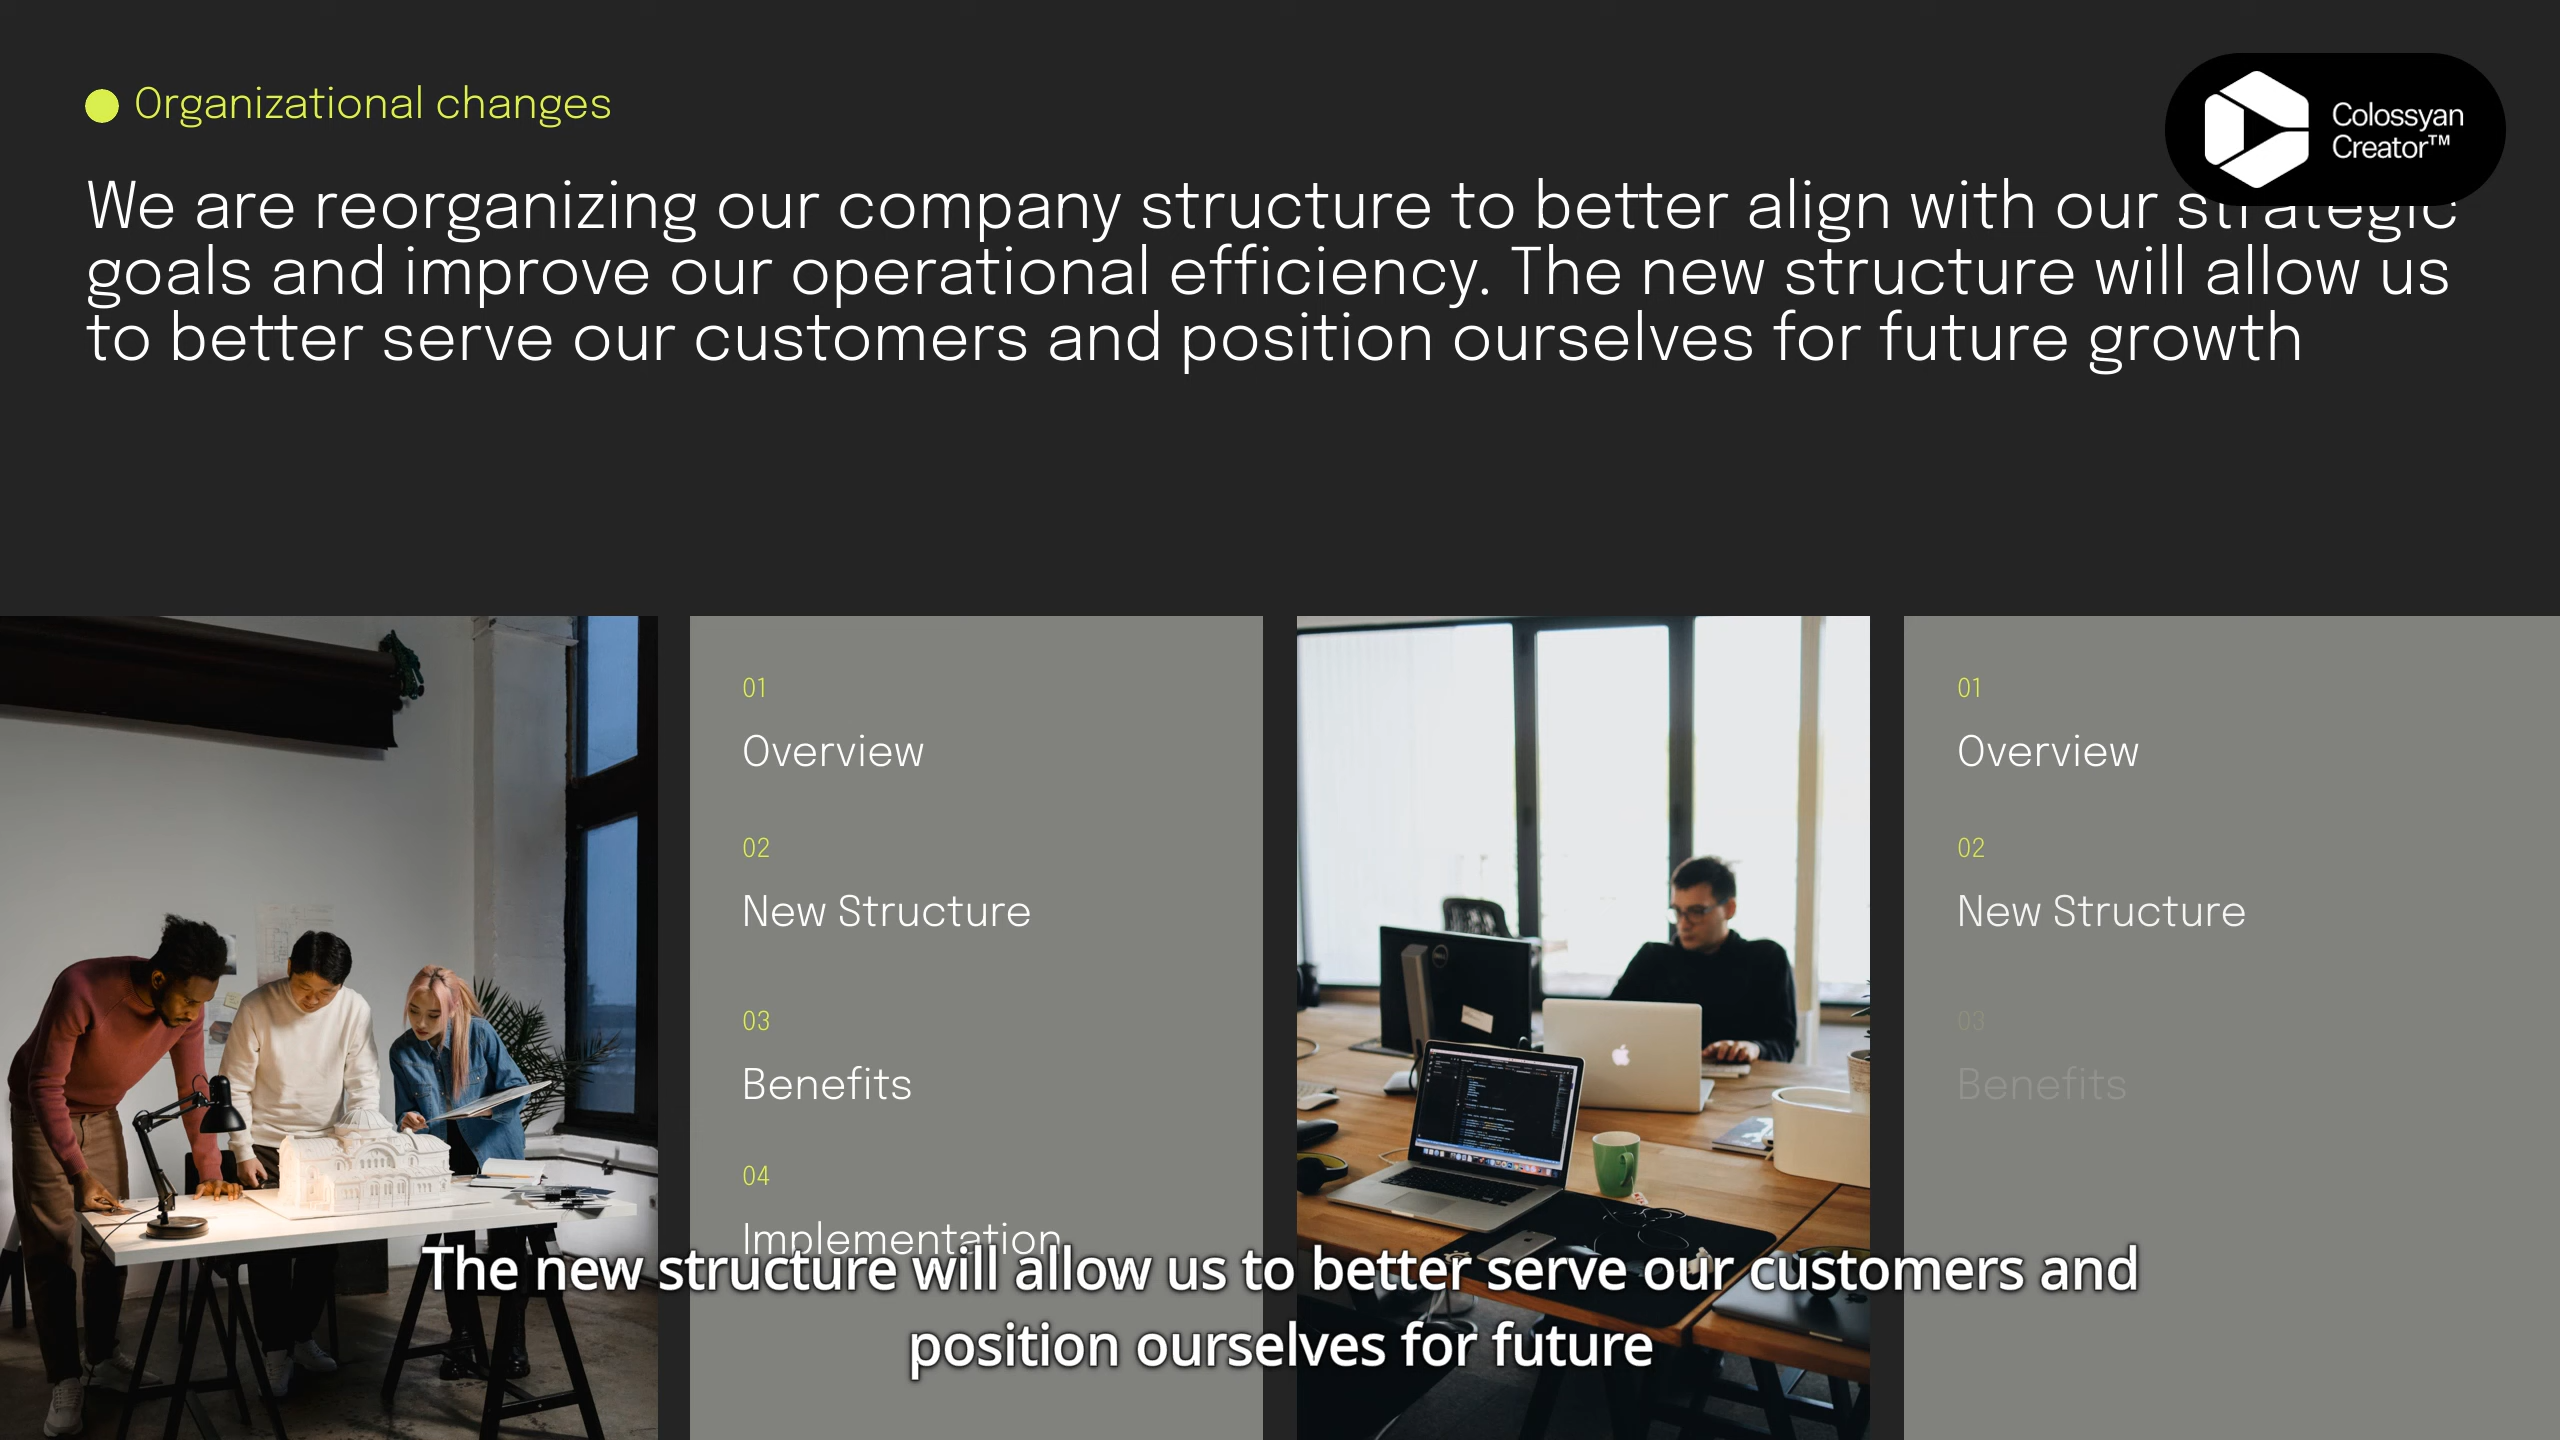 Organizational changes
Colossyan
Creator™
We are reorganizing our company structure to better align with our strategic
goals and improve our operational efficiency. The new structure will allow us
to better serve our customers and position ourselves for future growth
01
Overview
02
New Structure
03
Benefits
04
Implementation
01
Overview
02
New Structure
03
Benefits
The new structure will allow us to better serve our customers and
position ourselves for future